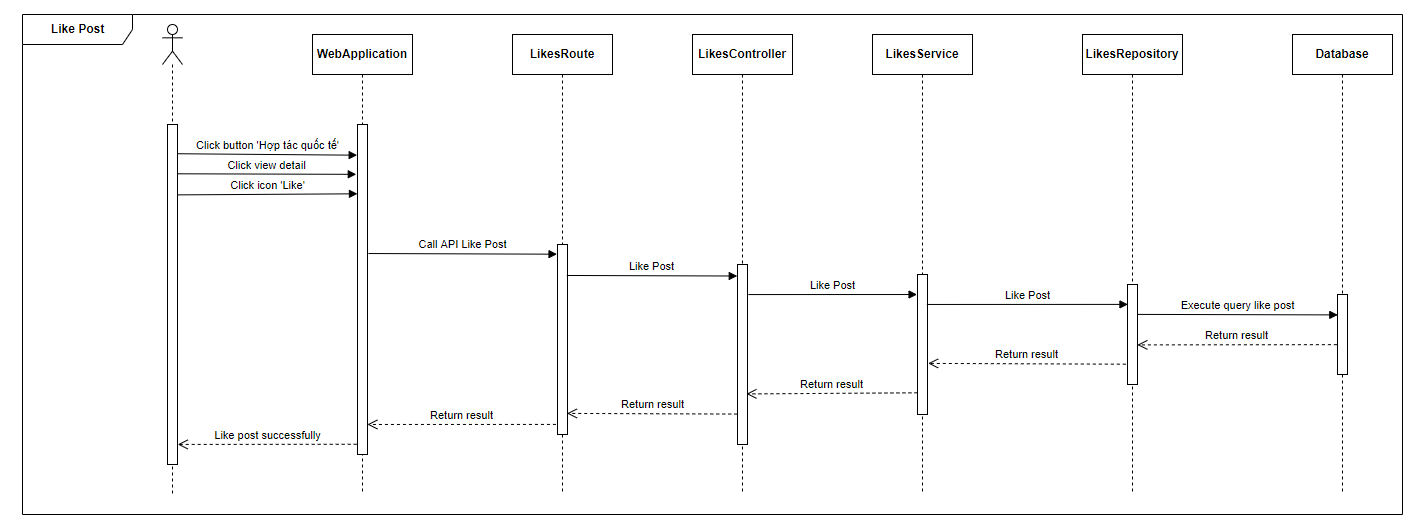 Like Post
WebApplication
LikesRoute
LikesController
LikesService
LikesRepository
Database
Click button 'Hợp tác quốc tế'
Click view detail
Click icon 'Like'
Call API Like Post
Like Post
Like Post
Like Post
Execute query like post
Return result
Return result
Return result
Return result
Return result
Like post successfully